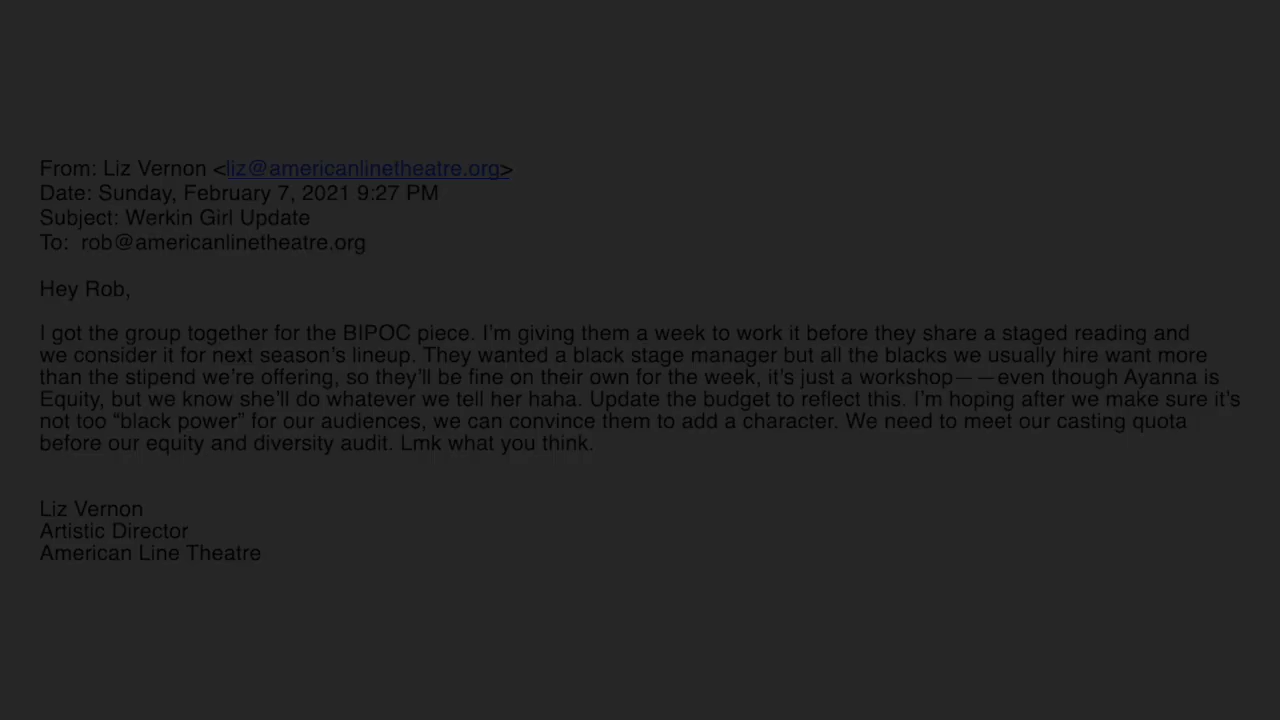 From: Liz Vernon <liz@americanlinetheatre.org>
Date: Sunday, February 7, 2021 9:27 PM
Subject: Werkin Girl Update
To:  rob@americanlinetheatre.org
Hey Rob,
I got the group together for the BIPOC piece. I’m giving them a week to work it before they share a staged reading and
we consider it for next season’s lineup. They wanted a black stage manager but all the blacks we usually hire want more
than the stipend we’re offering, so they’ll be fine on their own for the week, it’s just a workshop — —even though Ayanna is
Equity, but we know she’ll do whatever we tell her haha. Update the budget to reflect this. I’m hoping after we make sure it’s
not too “black power” for our audiences, we can convince them to add a character. We need to meet our casting quota
before our equity and diversity audit. Lmk what you think.
Liz Vernon
Artistic Director
American Line Theatre